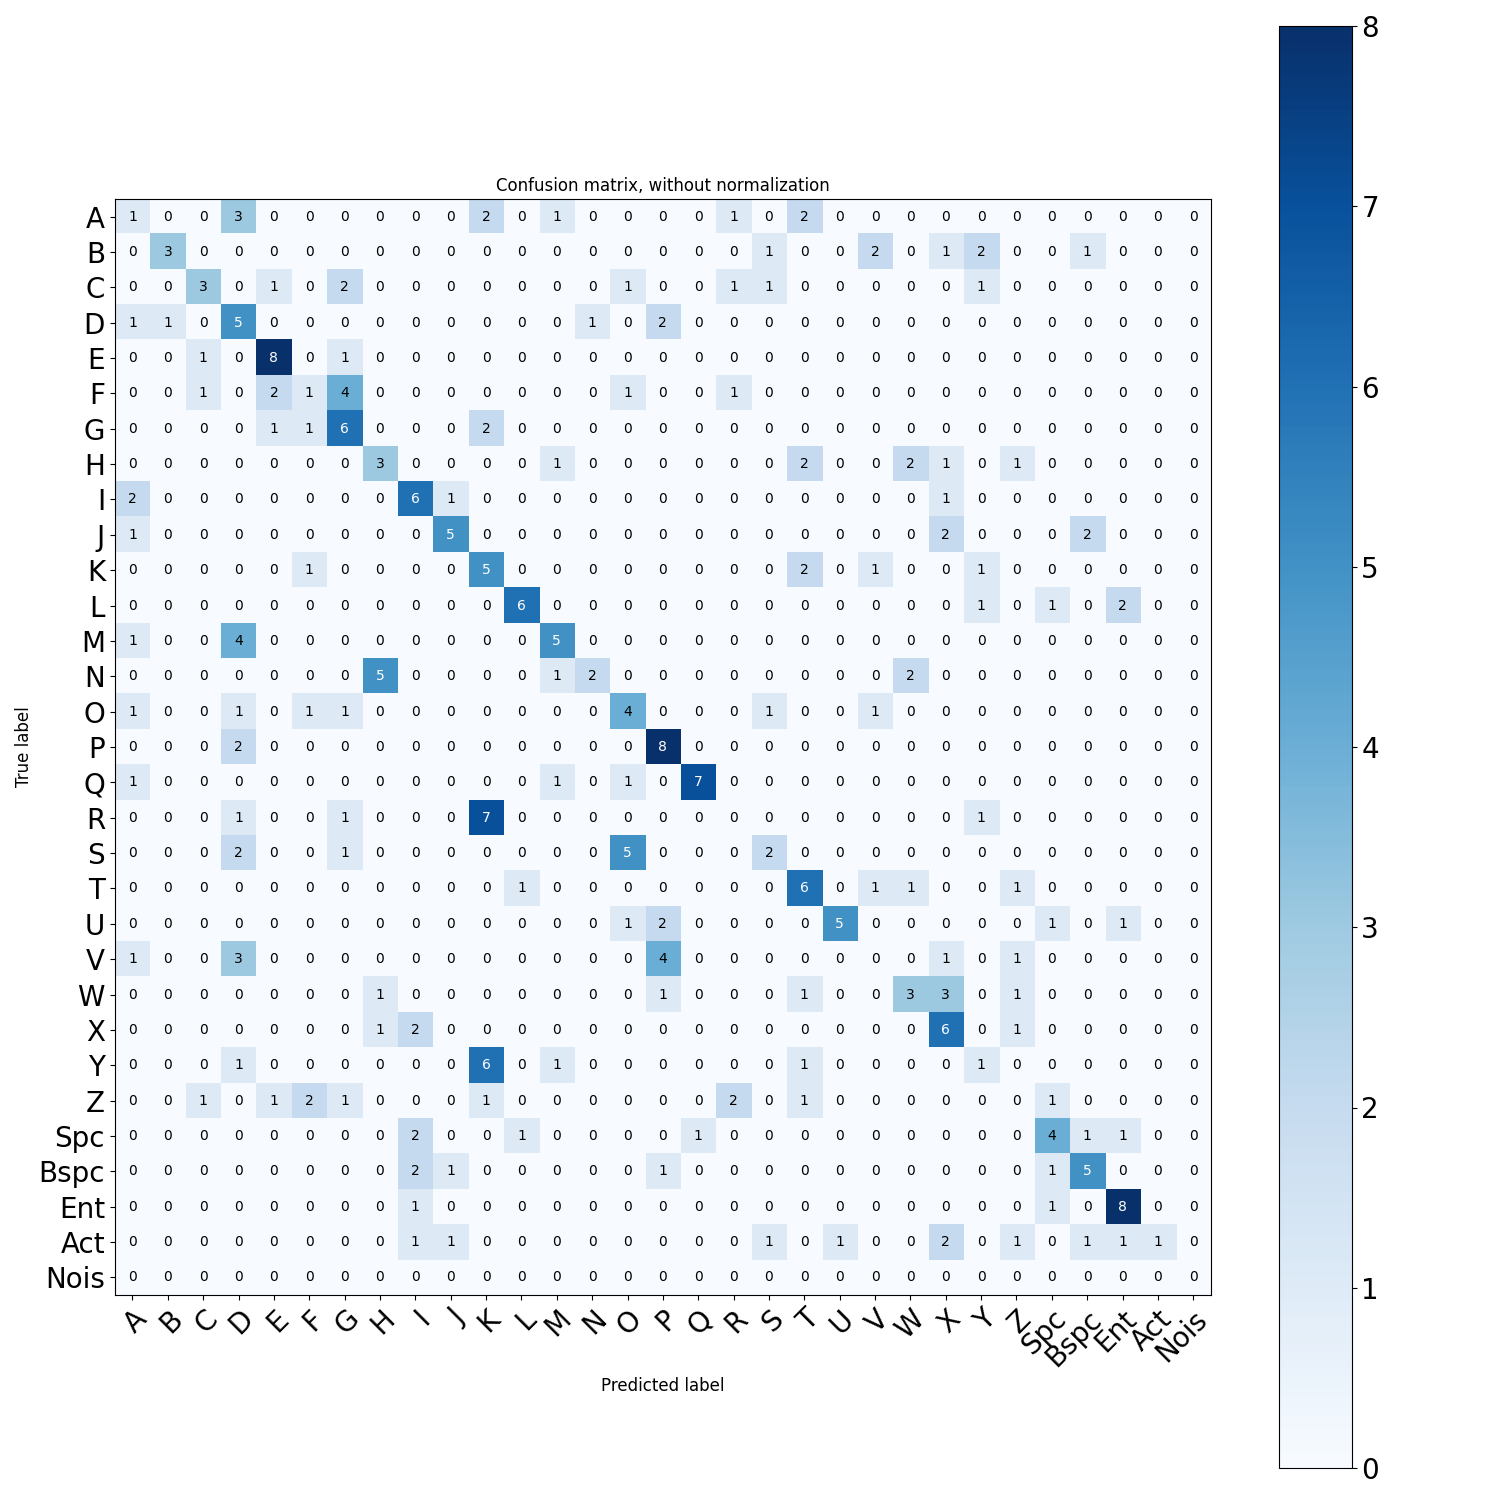 Confusion matrix, without normalization
A 1 0 0 3 0 0 0 0 0 0 2 0 1 0 0 0 0 1 0 2 0 0 0 0 0 0 0 0 0 0 0
B 0 3 0 0 0 0 0 0 0 0 0 0 0 0 0 0 0 0 1 0 0 2 0 1 2 0 0 1 0 0 0
C 0 0 3 0 1 0 2 0 0 0 0 0 0 0 1 0 0 1 1 0 0 0 0 0 1 0 0 0 0 0 0
D 1 1 0 5 0 0 0 0 0 0 0 0 0 1 0 2 0 0 0 0 0 0 0 0 0 0 0 0 0 0 0
E 0 0 1 0 8 0 1 0 0 0 0 0 0 0 0 0 0 0 0 0 0 0 0 0 0 0 0 0 0 0 0
F 0 0 1 0 2 1 4 0 0 0 0 0 0 0 1 0 0 1 0 0 0 0 0 0 0 0 0 0 0 0 0
G 0 0 0 0 1 1 6 0 0 0 2 0 0 0 0 0 0 0 0 0 0 0 0 0 0 0 0 0 0 0 0
H 0 0 0 0 0 0 0 3 0 0 0 0 1 0 0 0 0 0 0 2 0 0 2 1 0 1 0 0 0 0 0
I 2 0 0 0 0 0 0 0 6 1 0 0 0 0 0 0 0 0 0 0 0 0 0 1 0 0 0 0 0 0 0
J 1 0 0 0 0 0 0 0 0 5 0 0 0 0 0 0 0 0 0 0 0 0 0 2 0 0 0 2 0 0 0
K 0 0 0 0 0 1 0 0 0 0 5 0 0 0 0 0 0 0 0 2 0 1 0 0 1 0 0 0 0 0 0
L 0 0 0 0 0 0 0 0 0 0 0 6 0 0 0 0 0 0 0 0 0 0 0 0 1 0 1 0 2 0 0
M 1 0 0 4 0 0 0 0 0 0 0 0 5 0 0 0 0 0 0 0 0 0 0 0 0 0 0 0 0 0 0
N 0 0 0 0 0 0 0 5 0 0 0 0 1 2 0 0 0 0 0 0 0 0 2 0 0 0 0 0 0 0 0
O 1 0 0 1 0 1 1 0 0 0 0 0 0 0 4 0 0 0 1 0 0 1 0 0 0 0 0 0 0 0 0
P 0 0 0 2 0 0 0 0 0 0 0 0 0 0 0 8 0 0 0 0 0 0 0 0 0 0 0 0 0 0 0
Q 1 0 0 0 0 0 0 0 0 0 0 0 1 0 1 0 7 0 0 0 0 0 0 0 0 0 0 0 0 0 0
R 0 0 0 1 0 0 1 0 0 0 7 0 0 0 0 0 0 0 0 0 0 0 0 0 1 0 0 0 0 0 0
S 0 0 0 2 0 0 1 0 0 0 0 0 0 0 5 0 0 0 2 0 0 0 0 0 0 0 0 0 0 0 0
T 0 0 0 0 0 0 0 0 0 0 0 1 0 0 0 0 0 0 0 6 0 1 1 0 0 1 0 0 0 0 0
U 0 0 0 0 0 0 0 0 0 0 0 0 0 0 1 2 0 0 0 0 5 0 0 0 0 0 1 0 1 0 0
V 1 0 0 3 0 0 0 0 0 0 0 0 0 0 0 4 0 0 0 0 0 0 0 1 0 1 0 0 0 0 0
W 0 0 0 0 0 0 0 1 0 0 0 0 0 0 0 1 0 0 0 1 0 0 3 3 0 1 0 0 0 0 0
X 0 0 0 0 0 0 0 1 2 0 0 0 0 0 0 0 0 0 0 0 0 0 0 6 0 1 0 0 0 0 0
Y 0 0 0 1 0 0 0 0 0 0 6 0 1 0 0 0 0 0 0 1 0 0 0 0 1 0 0 0 0 0 0
Z 0 0 1 0 1 2 1 0 0 0 1 0 0 0 0 0 0 2 0 1 0 0 0 0 0 0 1 0 0 0 0
Spc 0 0 0 0 0 0 0 0 2 0 0 1 0 0 0 0 1 0 0 0 0 0 0 0 0 0 4 1 1 0 0
Bspc 0 0 0 0 0 0 0 0 2 1 0 0 0 0 0 1 0 0 0 0 0 0 0 0 0 0 1 5 0 0 0
Ent 0 0 0 0 0 0 0 0 1 0 0 0 0 0 0 0 0 0 0 0 0 0 0 0 0 0 1 0 8 0 0
Act 0 0 0 0 0 0 0 0 1 1 0 0 0 0 0 0 0 0 1 0 1 0 0 2 0 1 0 1 1 1 0
Nois 0 0 0 0 0 0 0 0 0 0 0 0 0 0 0 0 0 0 0 0 0 0 0 0 0 0 0 0 0 0 0
A B C D E F G H I J K L M N O P Q R S T U V W X Y Z Spc Bspc Ent Act Nois
Predicted label
True label
8
7
6
5
4
3
2
1
0